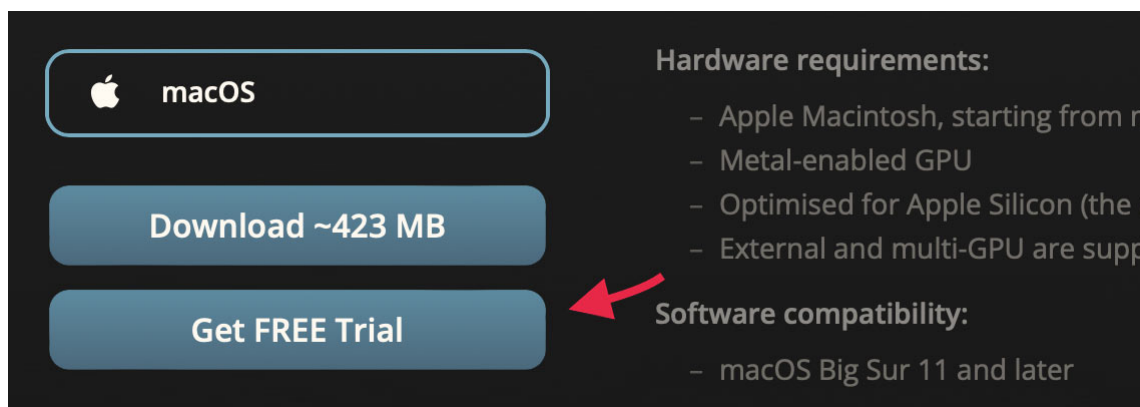 macOS
Download ~423 MB
Get FREE Trial
Hardware requirements:
– Apple Macintosh, starting from
– Metal-enabled GPU
– Optimised for Apple Silicon (the
– External and multi-GPU are
Software compatibility:
– macOS Big Sur 11 and later